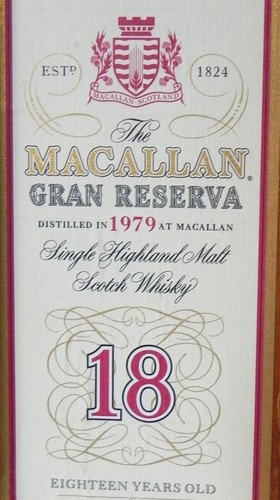 ESTD 1824
MACALLAN-SCOTLAND
The
MACALLAN®
GRAN RESERVA
DISTILLED IN 1979 AT MACALLAN
Single Highland Malt
Scotch Whisky
18
EIGHTEEN YEARS OLD